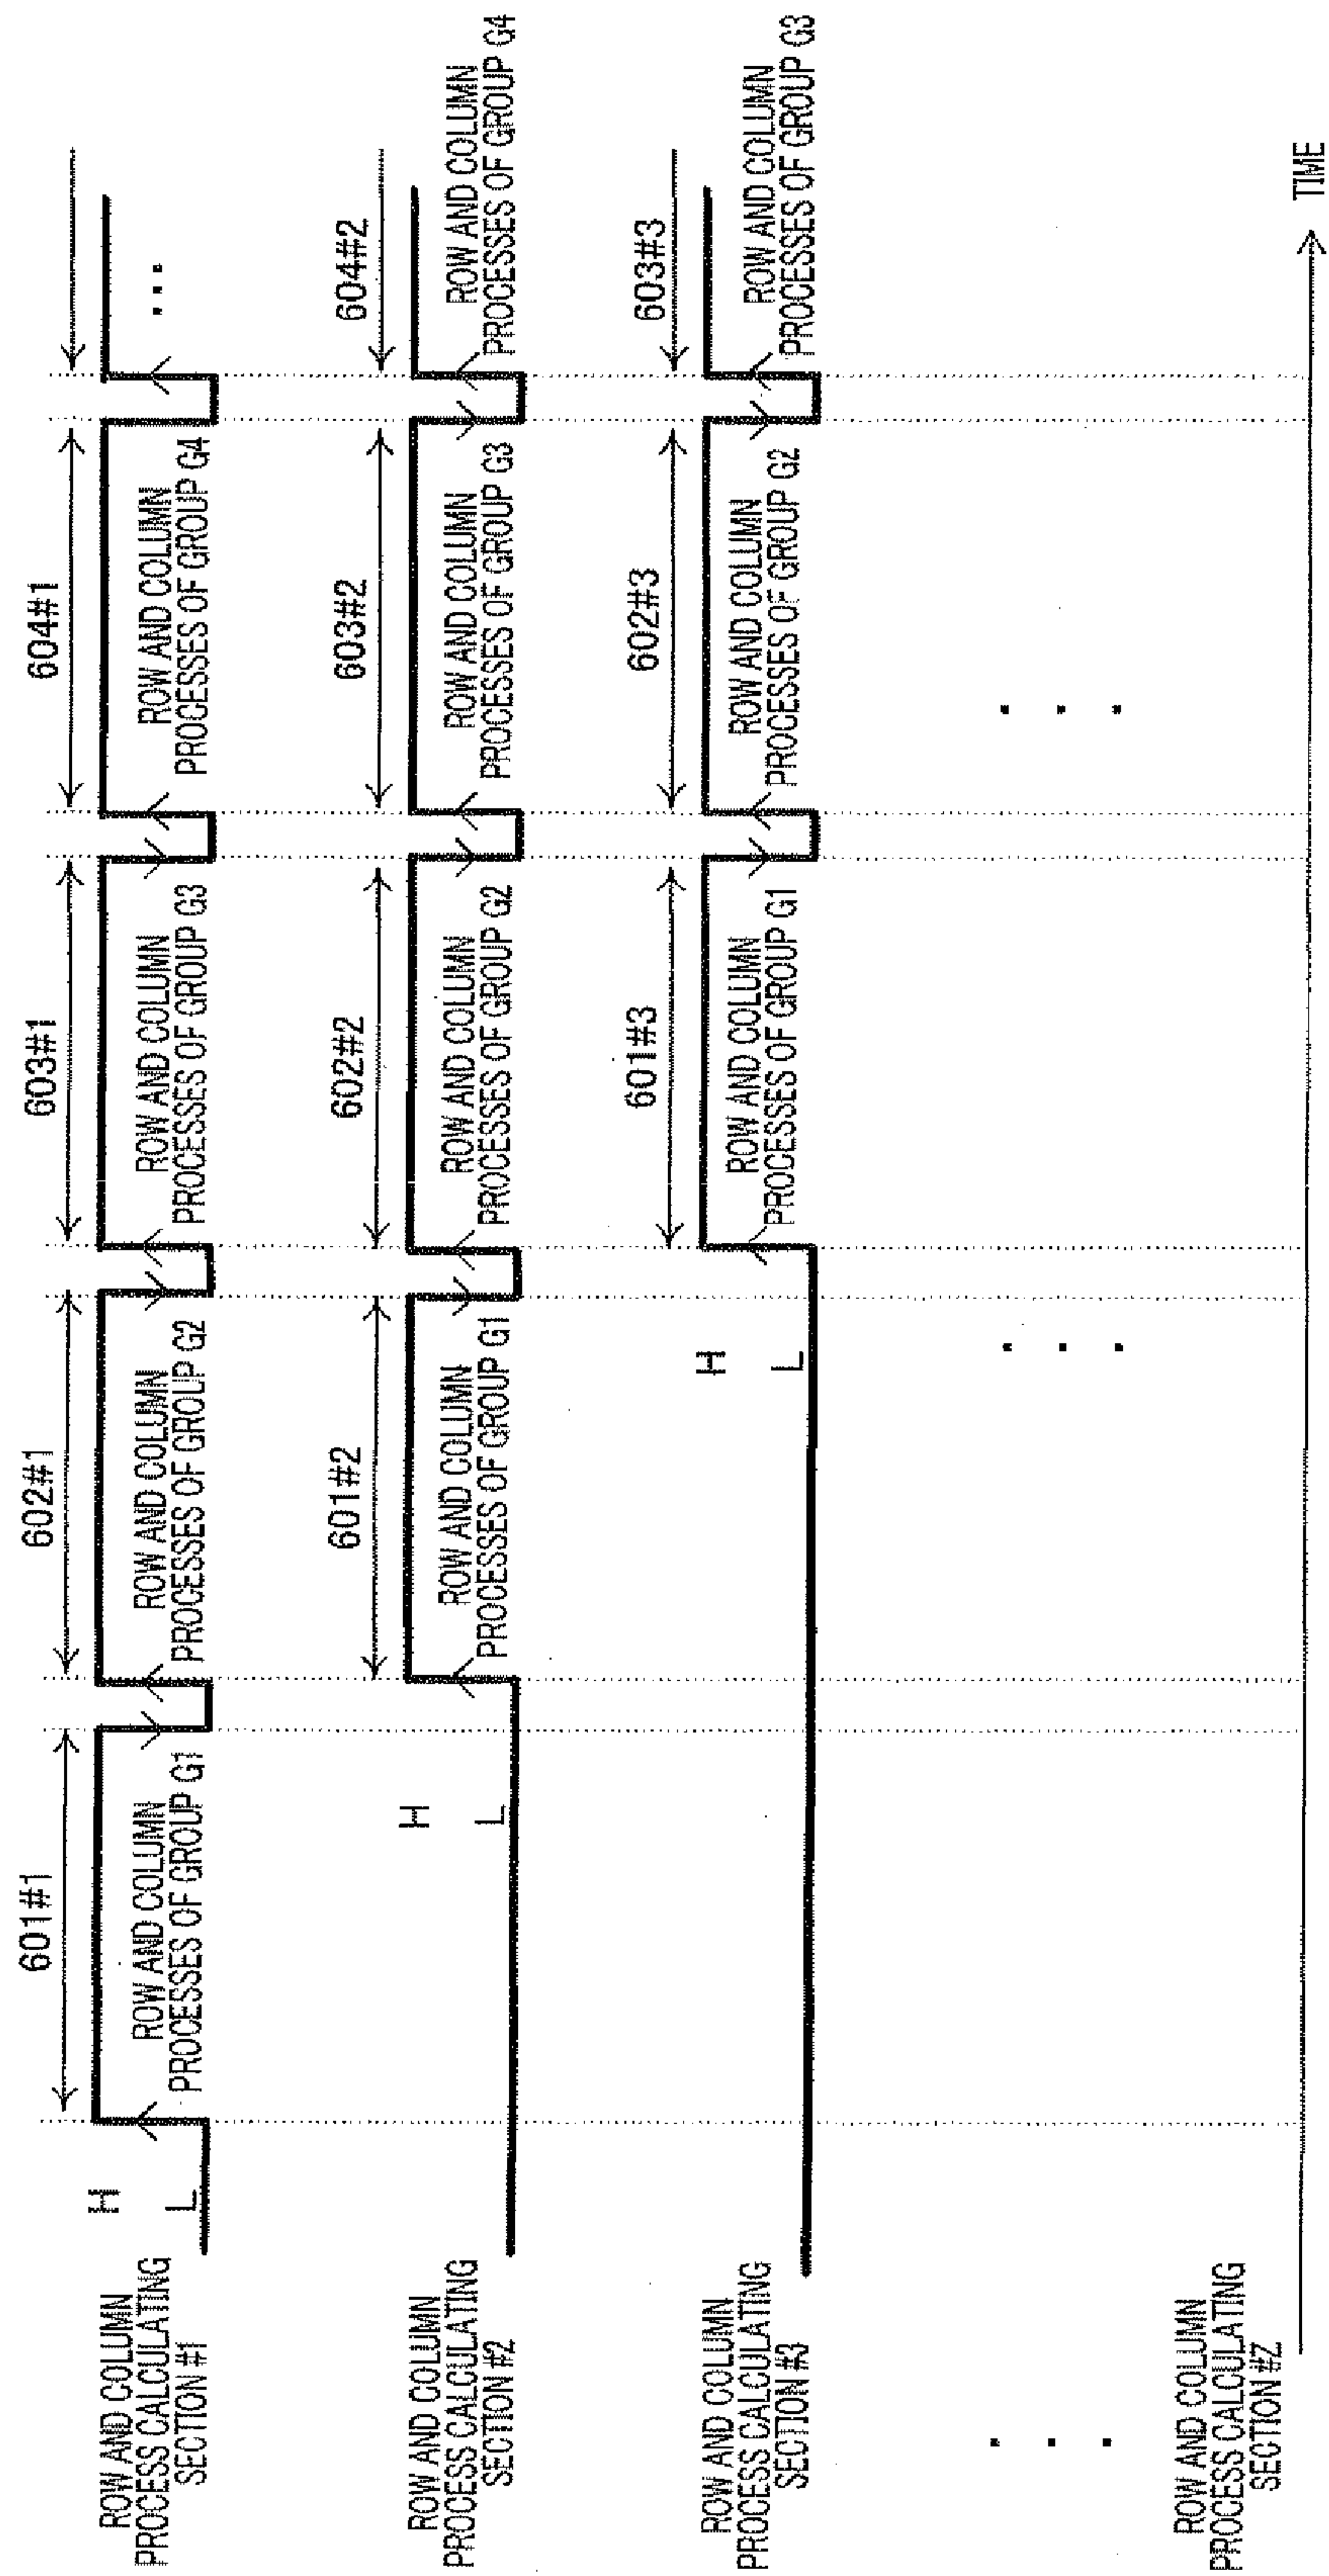 ROW AND COLUMN
PROCESS CALCULATING
SECTION #1
H
L
601#1
ROW AND COLUMN
PROCESSES OF GROUP G1
602#1
ROW AND COLUMN
PROCESSES OF GROUP G2
603#1
ROW AND COLUMN
PROCESSES OF GROUP G3
604#1
ROW AND COLUMN
PROCESSES OF GROUP G4
...
ROW AND COLUMN
PROCESS CALCULATING
SECTION #2
H
L
601#2
ROW AND COLUMN
PROCESSES OF GROUP G1
602#2
ROW AND COLUMN
PROCESSES OF GROUP G2
603#2
ROW AND COLUMN
PROCESSES OF GROUP G3
604#2
ROW AND COLUMN
PROCESSES OF GROUP G4
ROW AND COLUMN
PROCESS CALCULATING
SECTION #3
H
L
601#3
ROW AND COLUMN
PROCESSES OF GROUP G1
602#3
ROW AND COLUMN
PROCESSES OF GROUP G2
603#3
ROW AND COLUMN
PROCESSES OF GROUP G3
. . .
. . .
. . .
ROW AND COLUMN
PROCESS CALCULATING
SECTION #Z
TIME